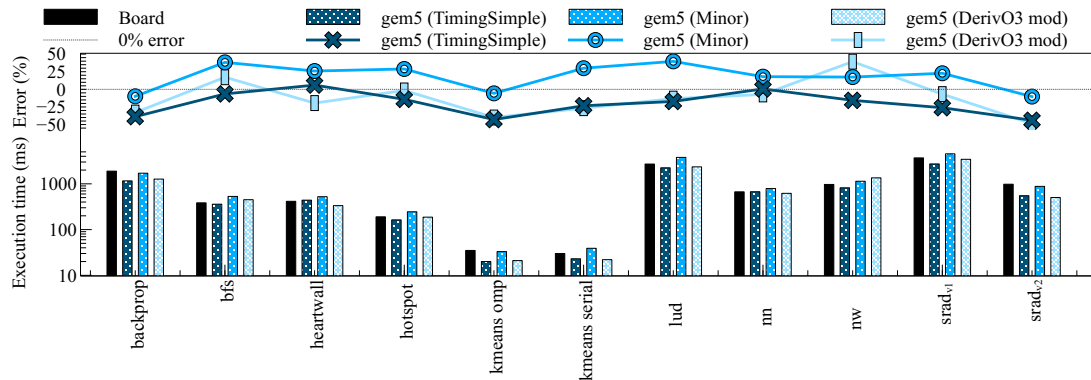 Board
gem5 (TimingSimple)
gem5 (Minor)
gem5 (DerivO3 mod)
0% error
gem5 (TimingSimple)
gem5 (Minor)
gem5 (DerivO3 mod)
Error (%)
50
25
0
−25
−50
Execution time (ms)
1000
100
10
backprop
bfs
heartwall
hotspot
kmeans omp
kmeans serial
lud
nn
nw
srad_v1
srad_v2